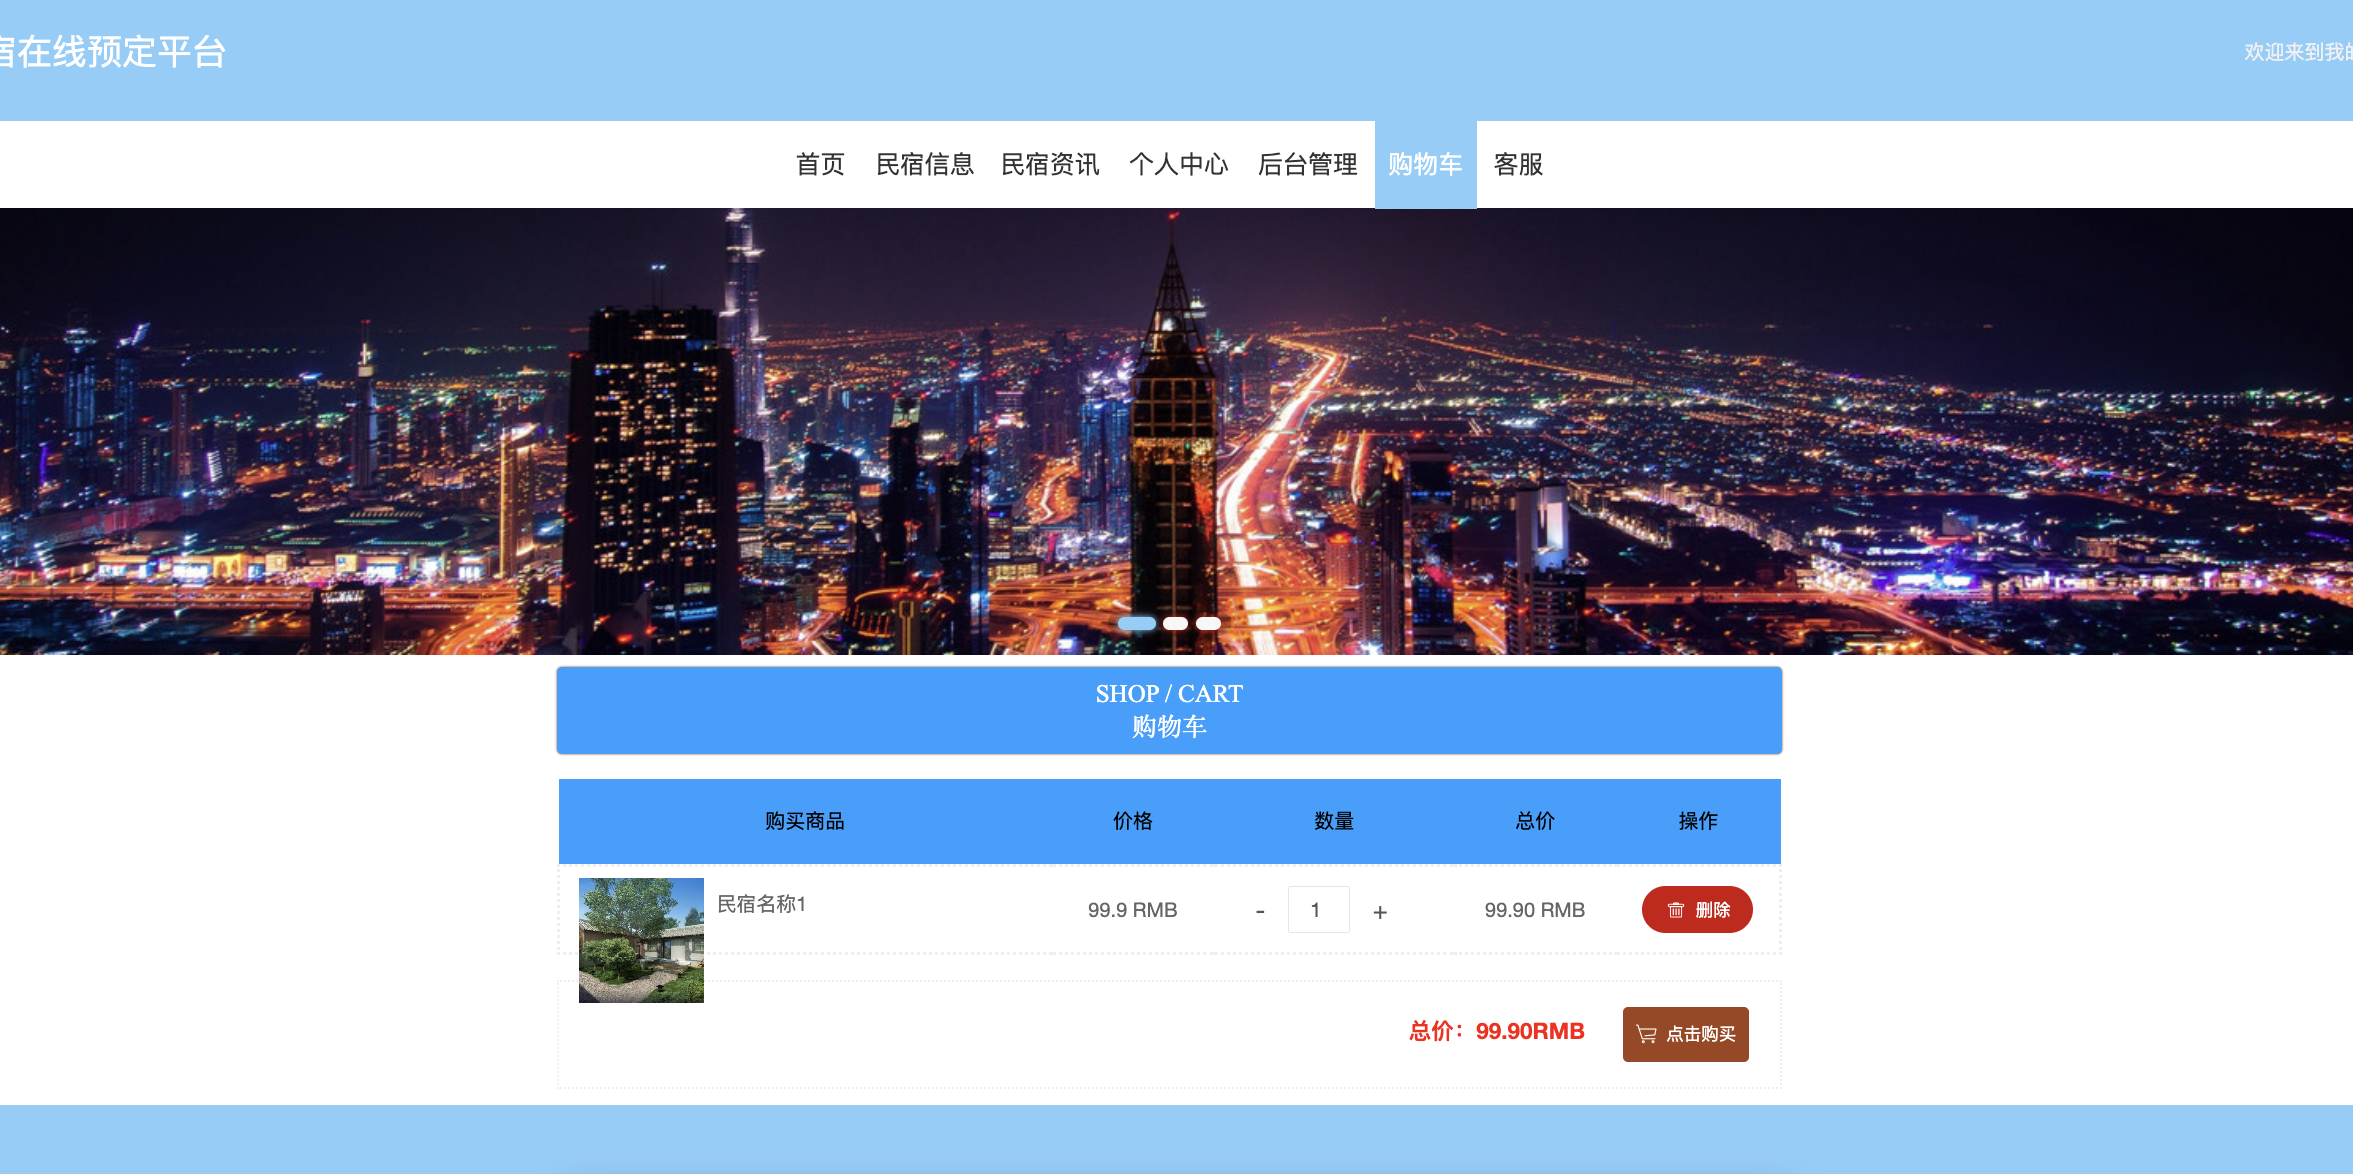 宿在线预定平台
欢迎来到我的
首页 民宿信息 民宿资讯 个人中心 后台管理 购物车 客服
SHOP / CART
购物车
购买商品 价格 数量 总价 操作
民宿名称1 99.9 RMB - 1 + 99.90 RMB 删除
总价：99.90RMB 点击购买